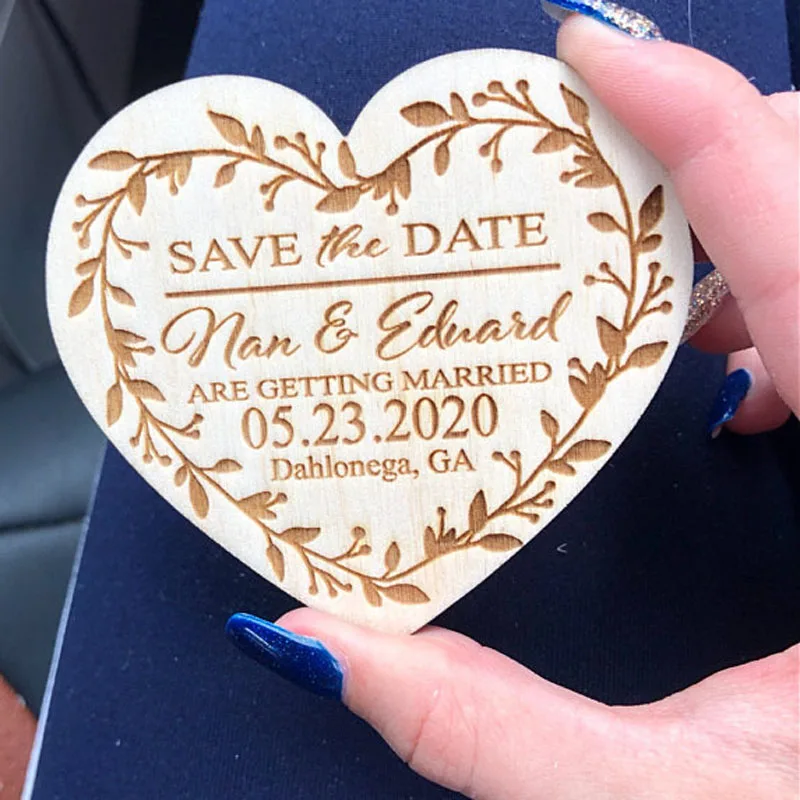 SAVE the DATE
Nan & Eduard
ARE GETTING MARRIED
05.23.2020
Dahlonega, GA